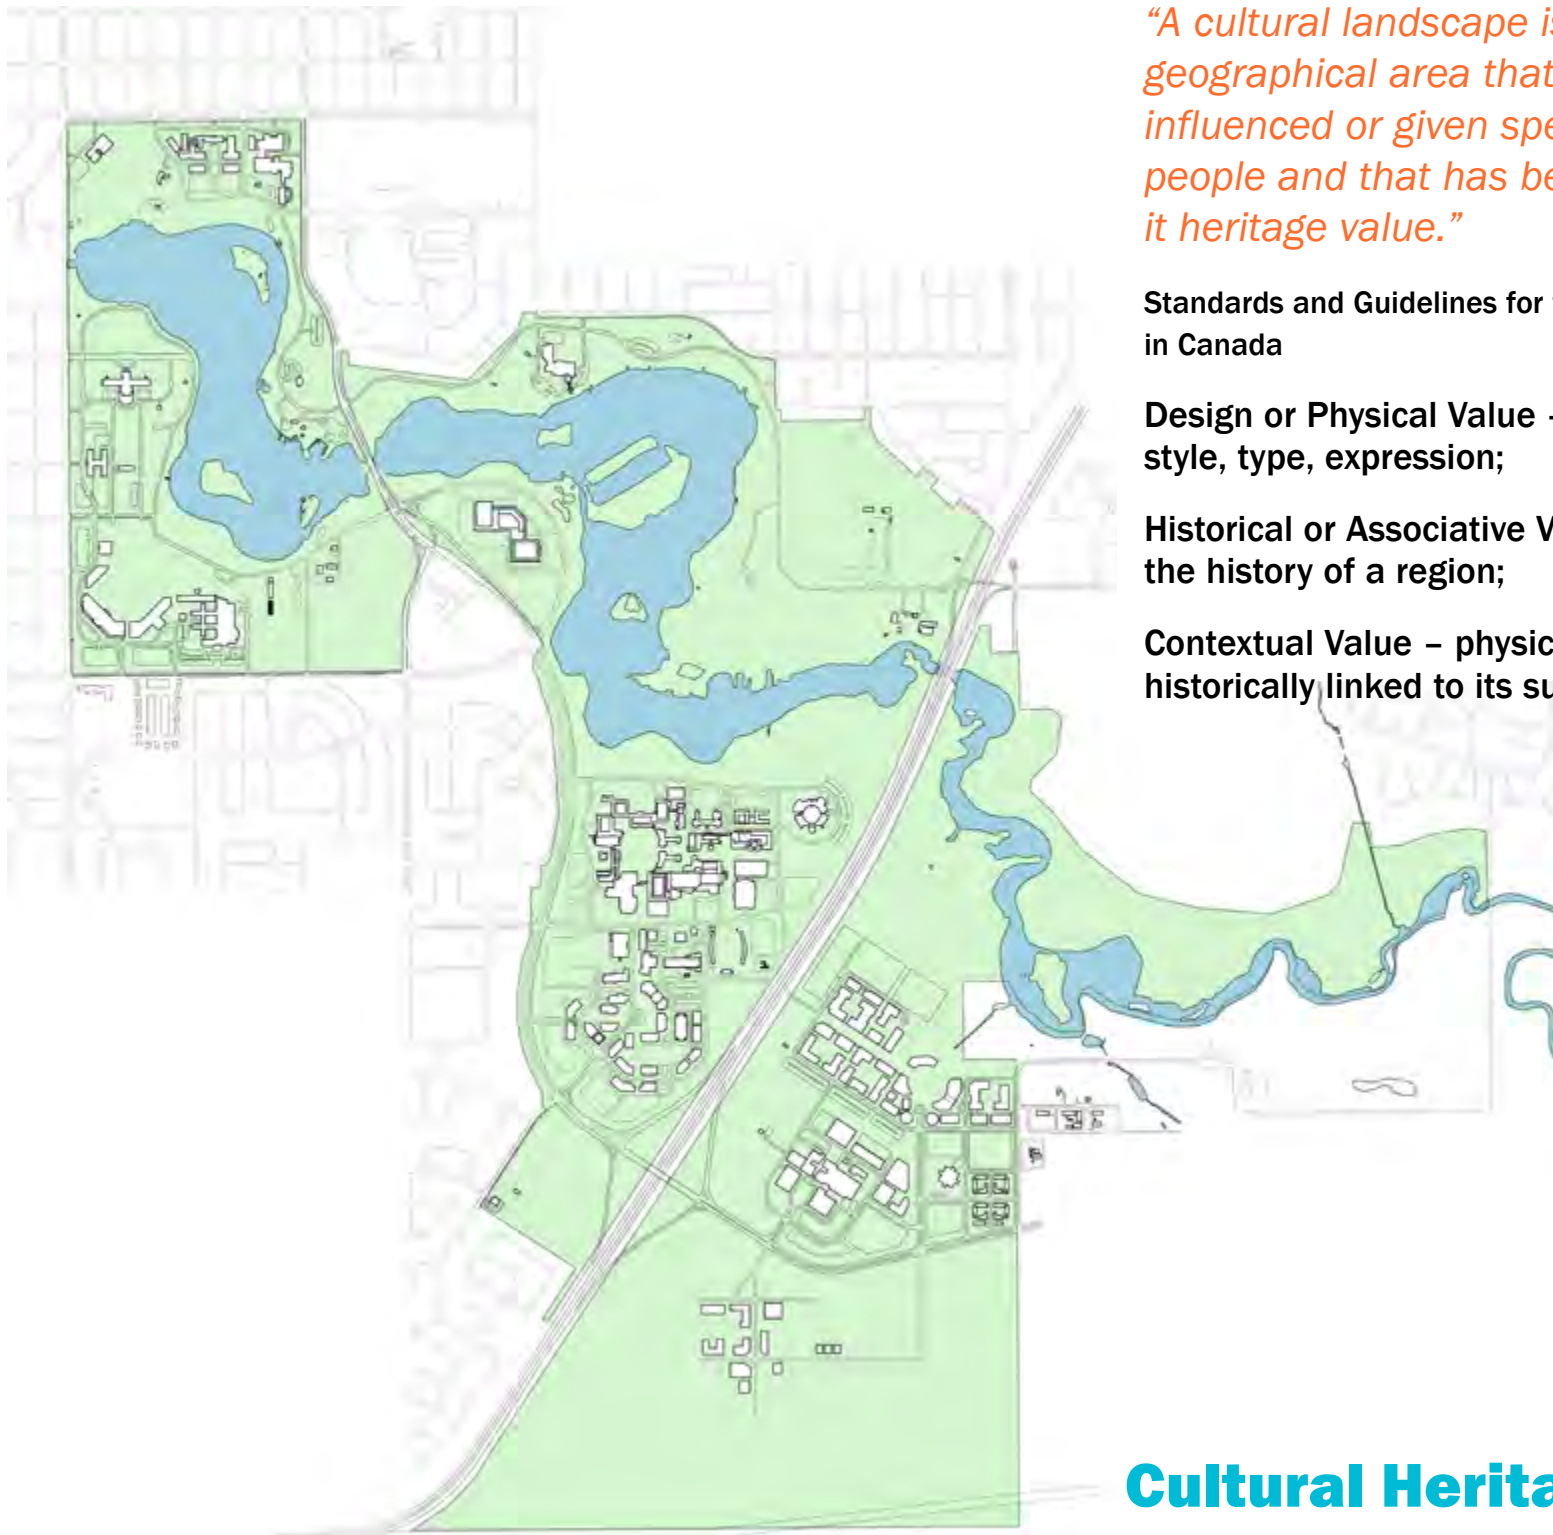 “A cultural landscape is
geographical area that
influenced or given spe
people and that has be
it heritage value.”
Standards and Guidelines for
in Canada
Design or Physical Value –
style, type, expression;
Historical or Associative V
the history of a region;
Contextual Value – physic
historically linked to its su
Cultural Herita